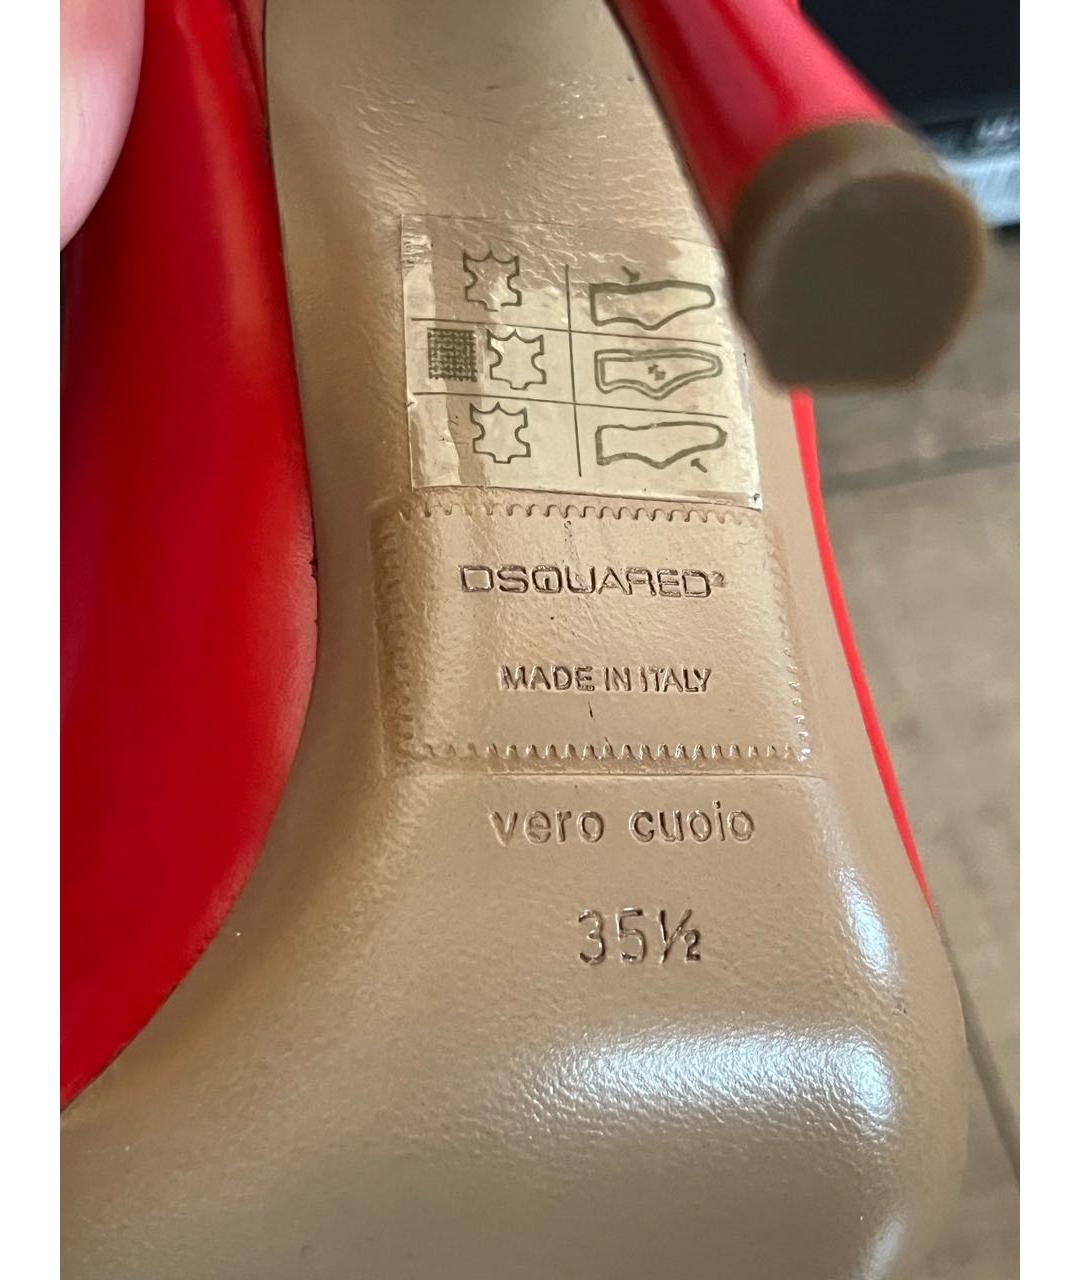 DSQUARED²
MADE IN ITALY
vero cuoio
35½